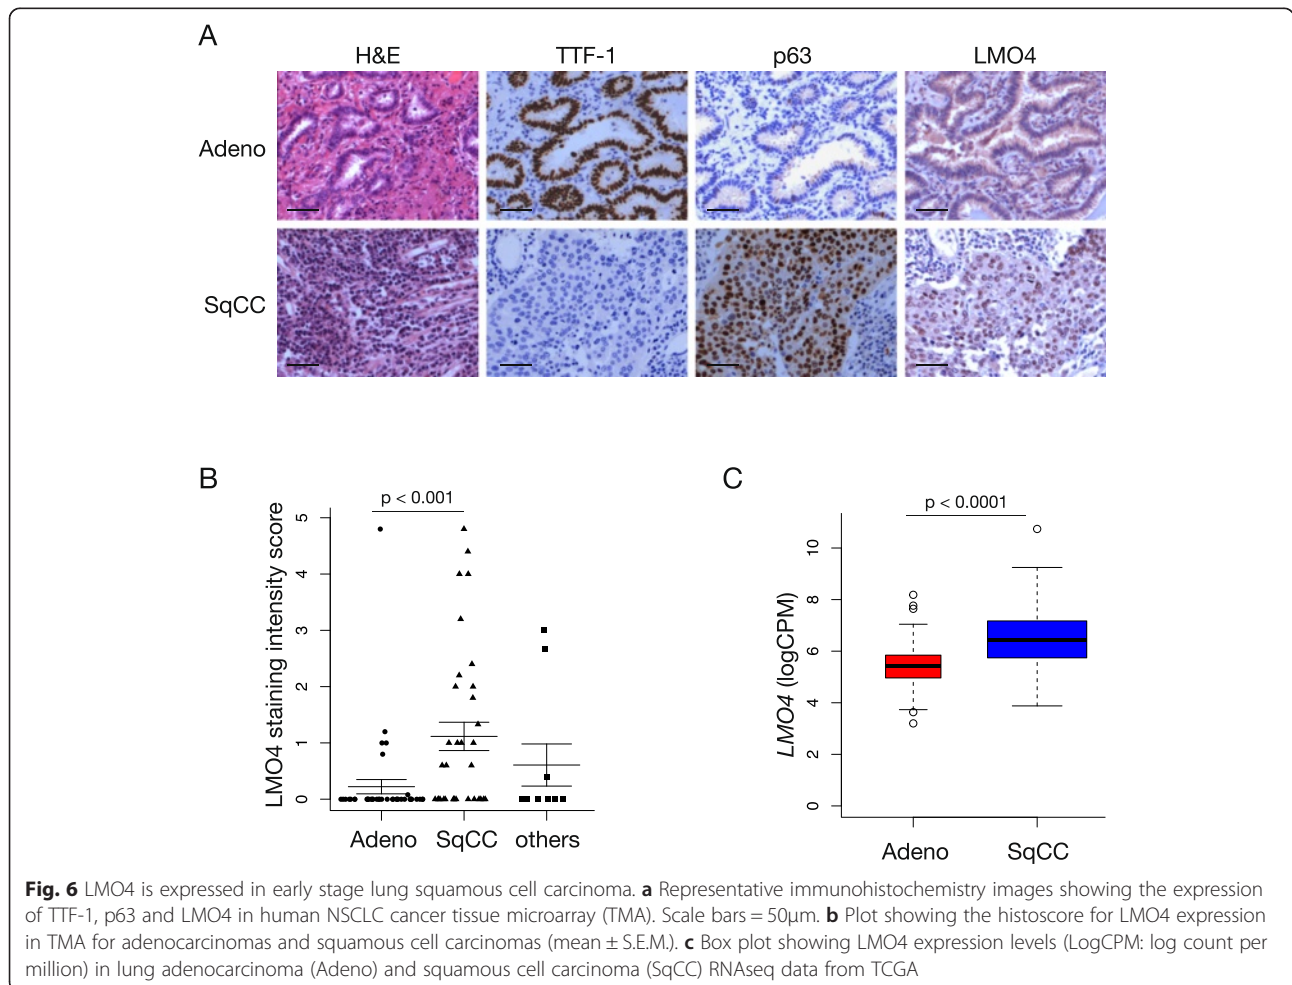 A
H&E TTF-1 p63 LMO4
Adeno
SqCC
B
p < 0.001
LMO4 staining intensity score
5
4
3
2
1
0
Adeno SqCC others
C
p < 0.0001
LMO4 (logCPM)
10
8
6
4
2
0
Adeno SqCC
Fig. 6 LMO4 is expressed in early stage lung squamous cell carcinoma. a Representative immunohistochemistry images showing the expression
of TTF-1, p63 and LMO4 in human NSCLC cancer tissue microarray (TMA). Scale bars = 50μm. b Plot showing the histoscore for LMO4 expression
in TMA for adenocarcinomas and squamous cell carcinomas (mean ± S.E.M.). c Box plot showing LMO4 expression levels (LogCPM: log count per
million) in lung adenocarcinoma (Adeno) and squamous cell carcinoma (SqCC) RNAseq data from TCGA